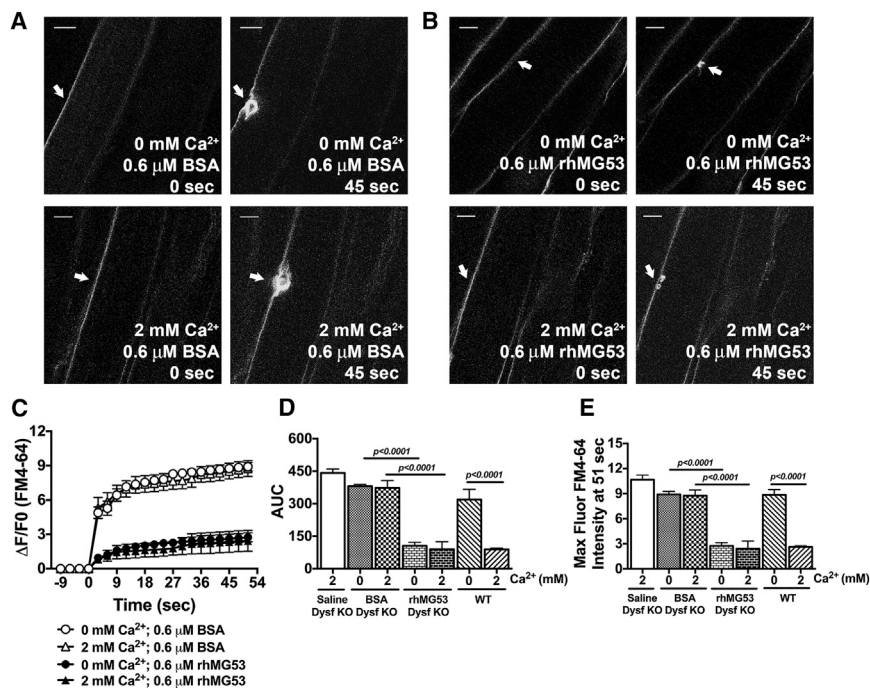 A
0 mM Ca²⁺
0.6 μM BSA
0 sec
0 mM Ca²⁺
0.6 μM BSA
45 sec
2 mM Ca²⁺
0.6 μM BSA
0 sec
2 mM Ca²⁺
0.6 μM BSA
45 sec
B
0 mM Ca²⁺
0.6 μM rhMG53
0 sec
0 mM Ca²⁺
0.6 μM rhMG53
45 sec
2 mM Ca²⁺
0.6 μM rhMG53
0 sec
2 mM Ca²⁺
0.6 μM rhMG53
45 sec
C
ΔF/F0 (FM4-64)
12
9
6
3
0
-9 0 9 18 27 36 45 54
Time (sec)
0 mM Ca²⁺; 0.6 μM BSA
2 mM Ca²⁺; 0.6 μM BSA
0 mM Ca²⁺; 0.6 μM rhMG53
2 mM Ca²⁺; 0.6 μM rhMG53
D
AUC
600
450
300
150
0
p<0.0001
p<0.0001
p<0.0001
2 0 2 0 2 0 2 Ca²⁺ (mM)
Saline BSA rhMG53 WT
Dysf KO Dysf KO Dysf KO
E
Max Fluor FM4-64
Intensity at 51 sec
15
12
9
6
3
0
p<0.0001
p<0.0001
p<0.0001
2 0 2 0 2 0 2 Ca²⁺ (mM)
Saline BSA rhMG53 WT
Dysf KO Dysf KO Dysf KO